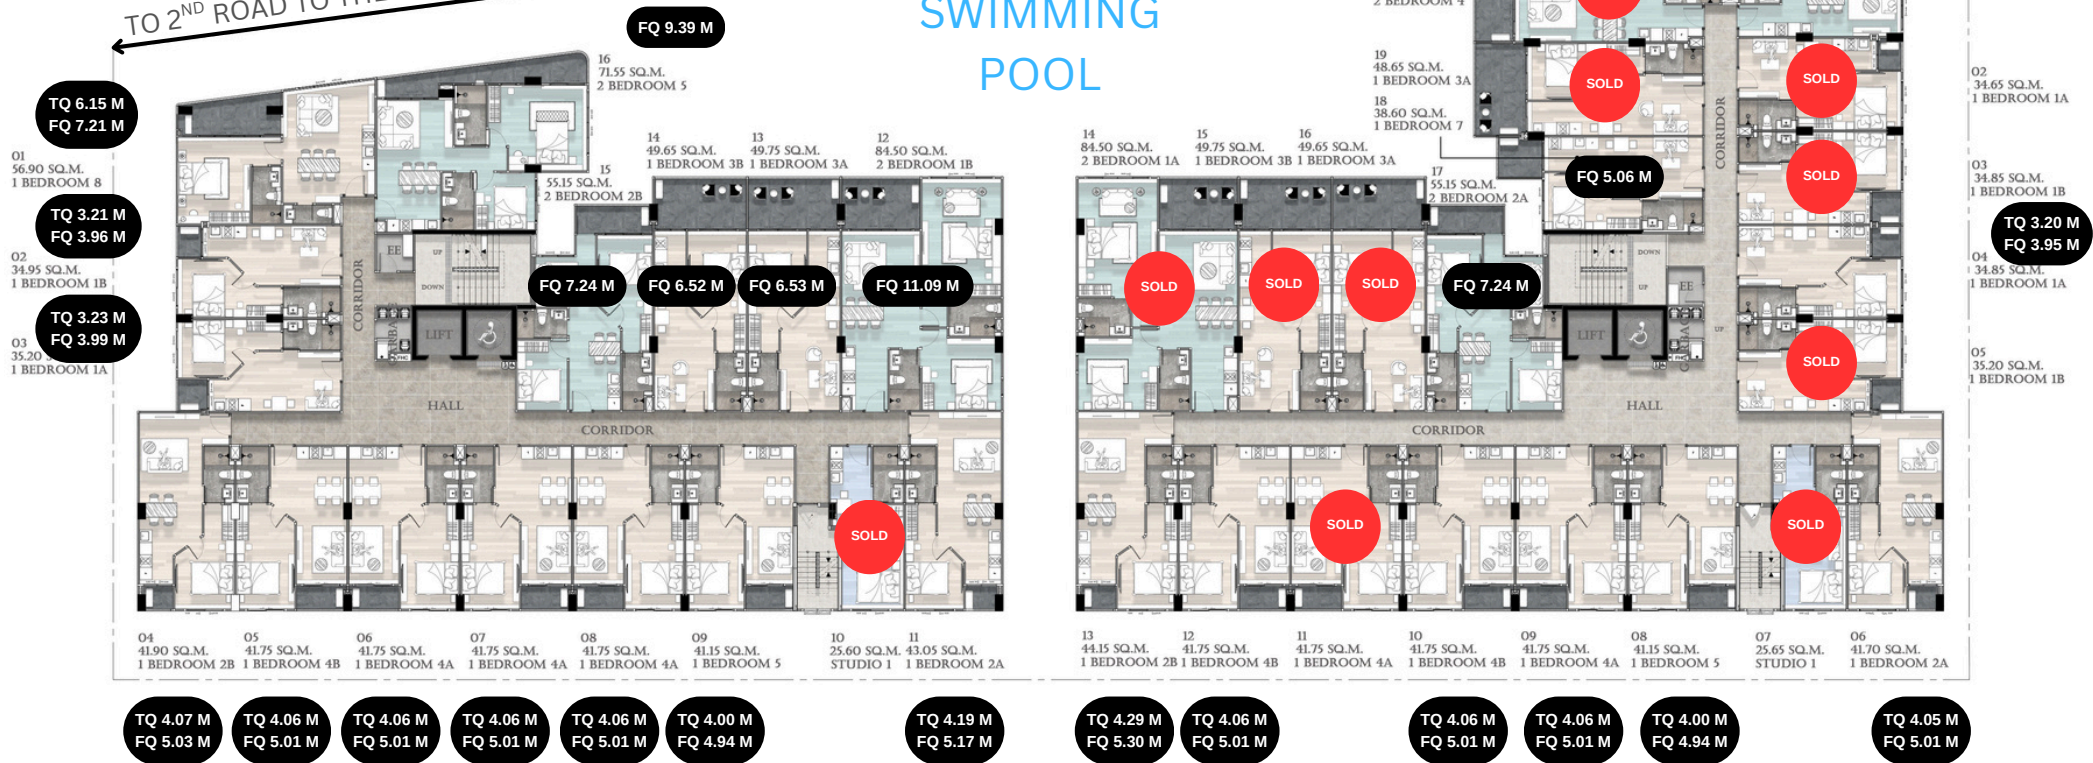 TO 2ND ROAD TO THE
FQ 9.39 M
SWIMMING
POOL
2 BEDROOM 4
SOLD
16
71.55 SQ.M.
2 BEDROOM 5
19
48.65 SQ.M.
1 BEDROOM 3A
SOLD
SOLD
02
34.65 SQ.M.
1 BEDROOM 1A
TQ 6.15 M
FQ 7.21 M
18
38.60 SQ.M.
1 BEDROOM 7
CORRIDOR
14
49.65 SQ.M.
1 BEDROOM 3B
13
49.75 SQ.M.
1 BEDROOM 3A
12
84.50 SQ.M.
2 BEDROOM 1B
14
84.50 SQ.M.
2 BEDROOM 1A
15
49.75 SQ.M.
1 BEDROOM 3B
16
49.65 SQ.M.
1 BEDROOM 3A
01
56.90 SQ.M.
1 BEDROOM 8
15
55.15 SQ.M.
2 BEDROOM 2B
17
55.15 SQ.M.
2 BEDROOM 2A
FQ 5.06 M
SOLD
03
34.85 SQ.M.
1 BEDROOM 1B
TQ 3.21 M
FQ 3.96 M
TQ 3.20 M
FQ 3.95 M
EE
UP
DOWN
DOWN
UP
EE
02
34.95 SQ.M.
1 BEDROOM 1B
04
34.85 SQ.M.
1 BEDROOM 1A
CORRIDOR
FQ 7.24 M
FQ 6.52 M
FQ 6.53 M
FQ 11.09 M
SOLD
SOLD
SOLD
FQ 7.24 M
TQ 3.23 M
FQ 3.99 M
03
35.20 S
1 BEDROOM 1A
LIFT
LIFT
UP
SOLD
05
35.20 SQ.M.
1 BEDROOM 1B
HALL
HALL
CORRIDOR
CORRIDOR
SOLD
SOLD
SOLD
04
41.90 SQ.M.
1 BEDROOM 2B
05
41.75 SQ.M.
1 BEDROOM 4B
06
41.75 SQ.M.
1 BEDROOM 4A
07
41.75 SQ.M.
1 BEDROOM 4A
08
41.75 SQ.M.
1 BEDROOM 4A
09
41.15 SQ.M.
1 BEDROOM 5
10
25.60 SQ.M.
STUDIO 1
11
43.05 SQ.M.
1 BEDROOM 2A
13
44.15 SQ.M.
1 BEDROOM 2B
12
41.75 SQ.M.
1 BEDROOM 4B
11
41.75 SQ.M.
1 BEDROOM 4A
10
41.75 SQ.M.
1 BEDROOM 4B
09
41.75 SQ.M.
1 BEDROOM 4A
08
41.15 SQ.M.
1 BEDROOM 5
07
25.65 SQ.M.
STUDIO 1
06
41.70 SQ.M.
1 BEDROOM 2A
TQ 4.07 M
FQ 5.03 M
TQ 4.06 M
FQ 5.01 M
TQ 4.06 M
FQ 5.01 M
TQ 4.06 M
FQ 5.01 M
TQ 4.06 M
FQ 5.01 M
TQ 4.00 M
FQ 4.94 M
TQ 4.19 M
FQ 5.17 M
TQ 4.29 M
FQ 5.30 M
TQ 4.06 M
FQ 5.01 M
TQ 4.06 M
FQ 5.01 M
TQ 4.06 M
FQ 5.01 M
TQ 4.00 M
FQ 4.94 M
TQ 4.05 M
FQ 5.01 M